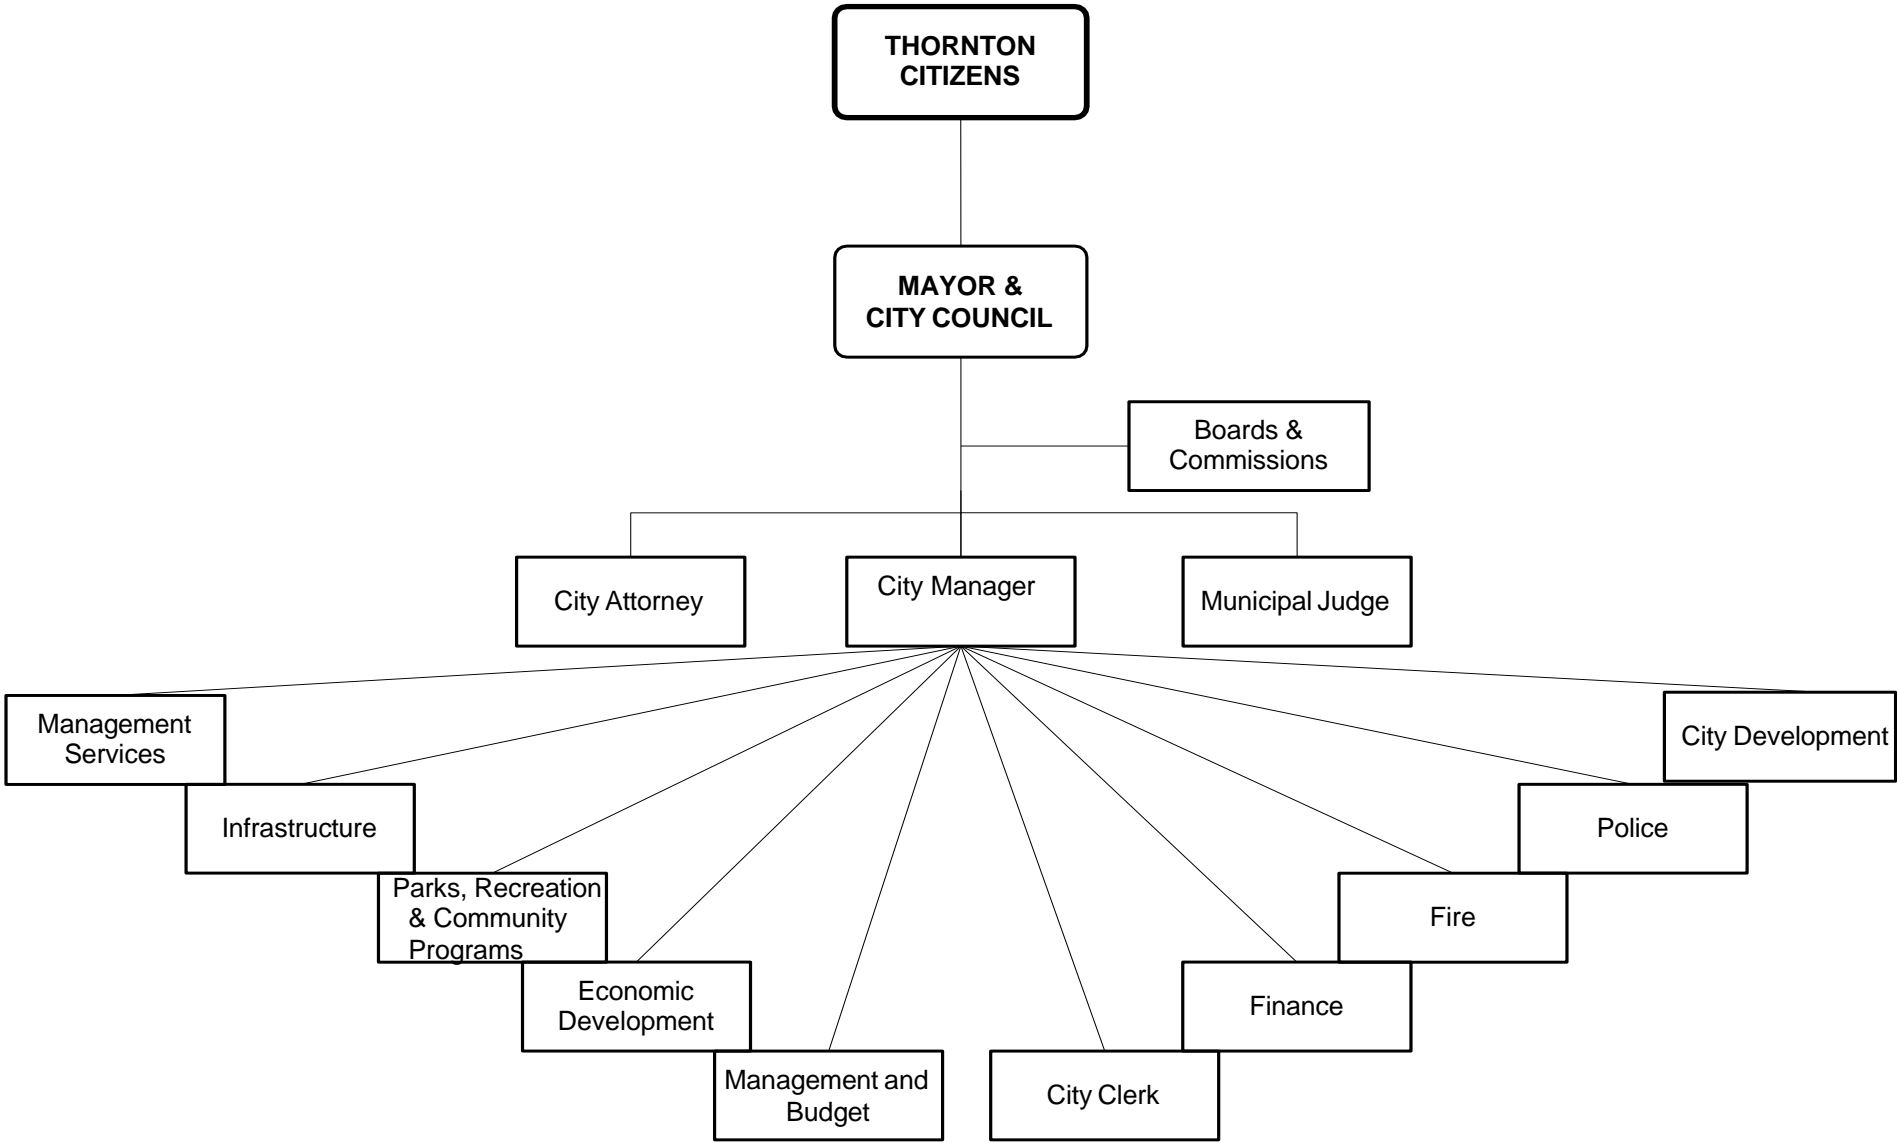 THORNTON
CITIZENS
MAYOR &
CITY COUNCIL
Boards &
Commissions
City Attorney
City Manager
Municipal Judge
Management
Services
City Development
Infrastructure
Police
Parks, Recreation
& Community
Programs
Fire
Economic
Development
Finance
Management and
Budget
City Clerk